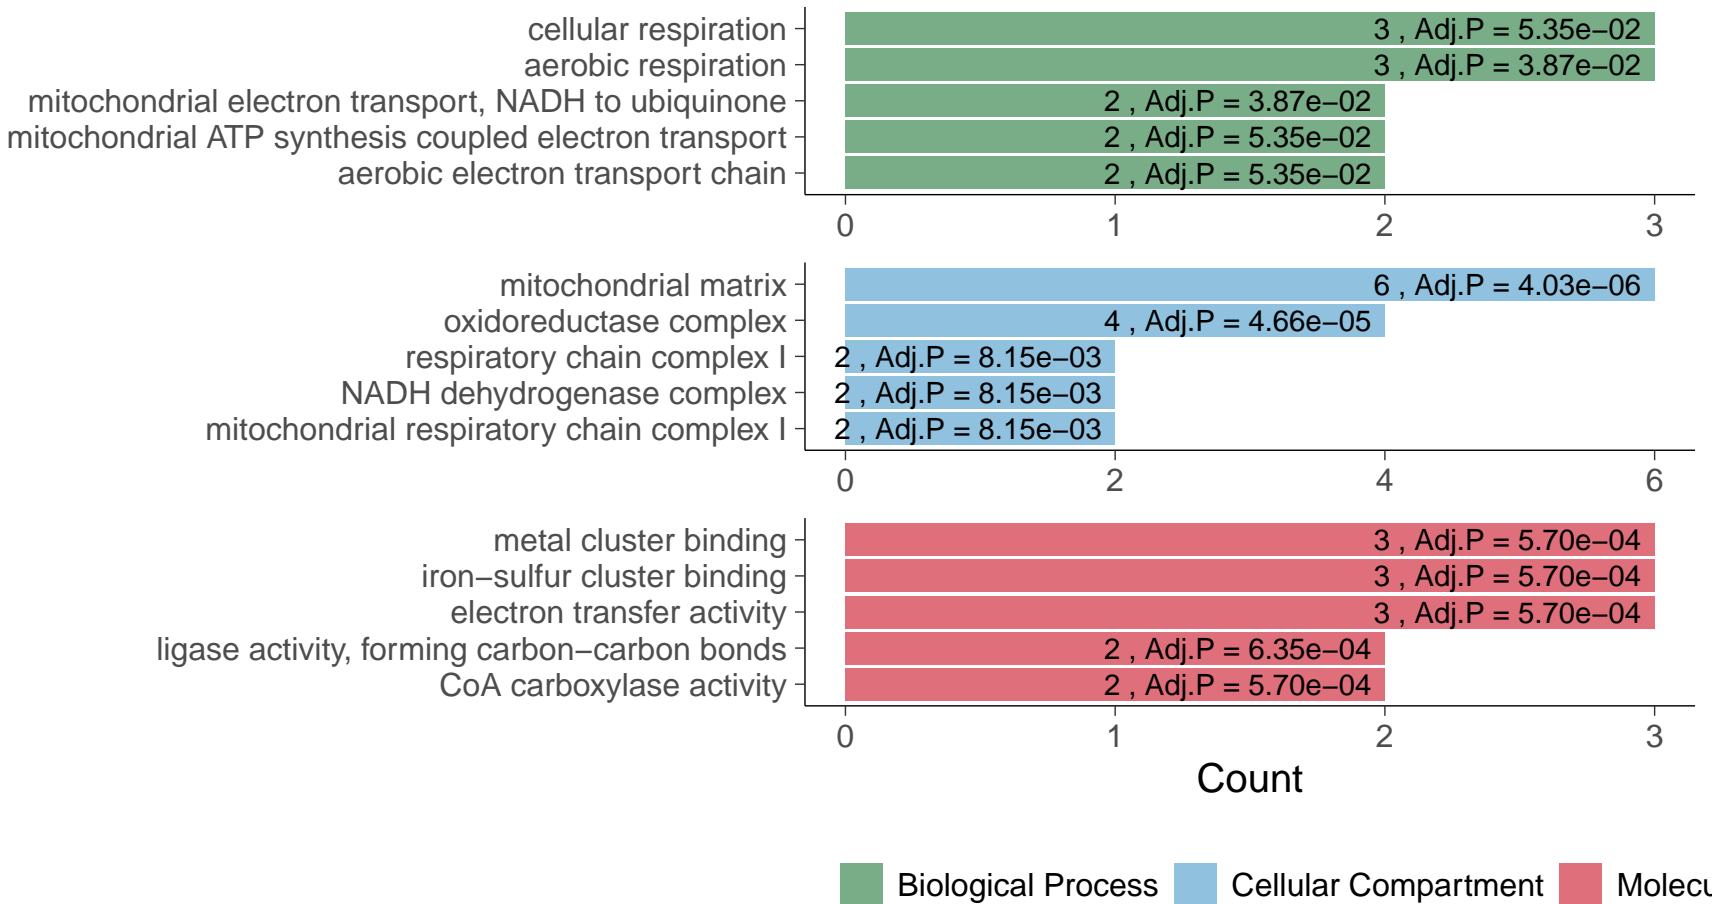 cellular respiration 3 , Adj.P = 5.35e−02
aerobic respiration 3 , Adj.P = 3.87e−02
mitochondrial electron transport, NADH to ubiquinone 2 , Adj.P = 3.87e−02
mitochondrial ATP synthesis coupled electron transport 2 , Adj.P = 5.35e−02
aerobic electron transport chain 2 , Adj.P = 5.35e−02
0 1 2 3
mitochondrial matrix 6 , Adj.P = 4.03e−06
oxidoreductase complex 4 , Adj.P = 4.66e−05
respiratory chain complex I 2 , Adj.P = 8.15e−03
NADH dehydrogenase complex 2 , Adj.P = 8.15e−03
mitochondrial respiratory chain complex I 2 , Adj.P = 8.15e−03
0 2 4 6
metal cluster binding 3 , Adj.P = 5.70e−04
iron−sulfur cluster binding 3 , Adj.P = 5.70e−04
electron transfer activity 3 , Adj.P = 5.70e−04
ligase activity, forming carbon−carbon bonds 2 , Adj.P = 6.35e−04
CoA carboxylase activity 2 , Adj.P = 5.70e−04
0 1 2 3
Count
Biological Process Cellular Compartment